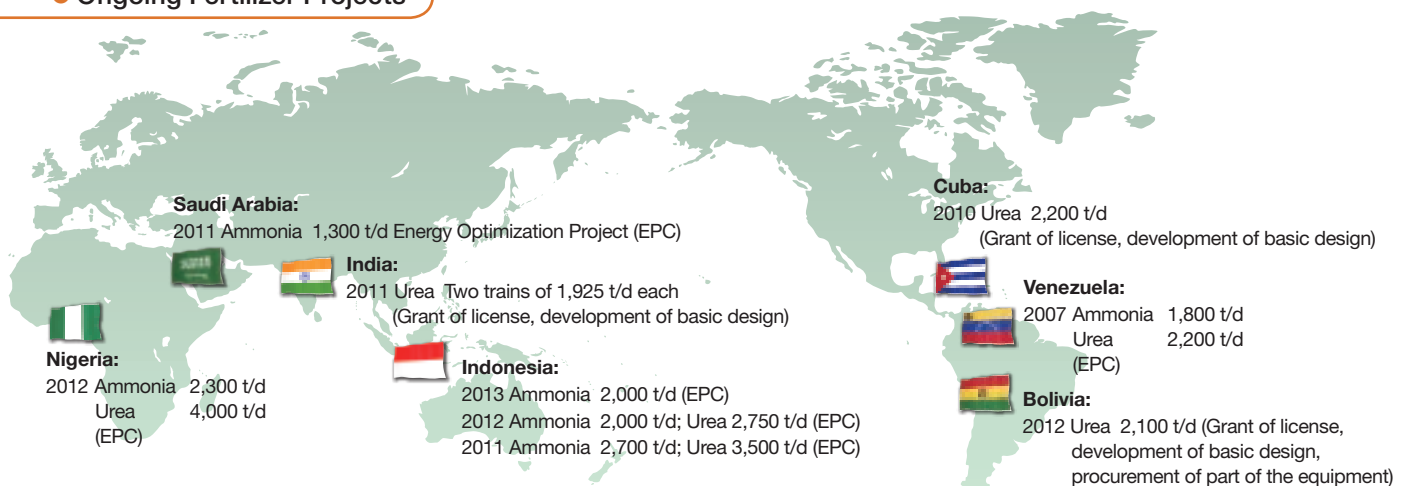 Ongoing Fertilizer Projects
Saudi Arabia:
2011 Ammonia 1,300 t/d Energy Optimization Project (EPC)
India:
2011 Urea Two trains of 1,925 t/d each
(Grant of license, development of basic design)
Nigeria:
2012 Ammonia 2,300 t/d
Urea 4,000 t/d
(EPC)
Indonesia:
2013 Ammonia 2,000 t/d (EPC)
2012 Ammonia 2,000 t/d; Urea 2,750 t/d (EPC)
2011 Ammonia 2,700 t/d; Urea 3,500 t/d (EPC)
Cuba:
2010 Urea 2,200 t/d
(Grant of license, development of basic design)
Venezuela:
2007 Ammonia 1,800 t/d
Urea 2,200 t/d
(EPC)
Bolivia:
2012 Urea 2,100 t/d (Grant of license,
development of basic design,
procurement of part of the equipment)